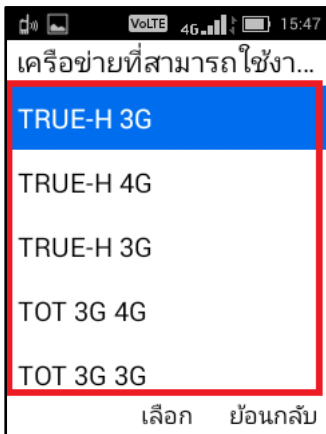 VoLTE 4G 15:47
เครือข่ายที่สามารถใช้งา...
TRUE-H 3G
TRUE-H 4G
TRUE-H 3G
TOT 3G 4G
TOT 3G 3G
เลือก ย้อนกลับ